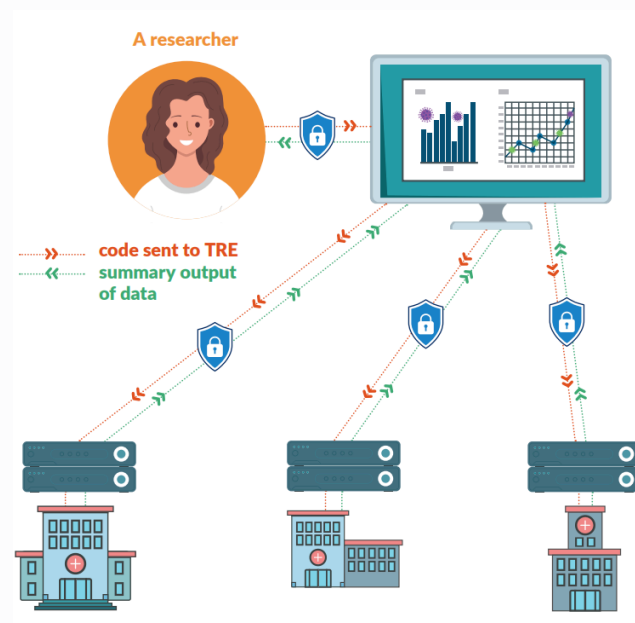 A researcher
code sent to TRE
summary output
of data